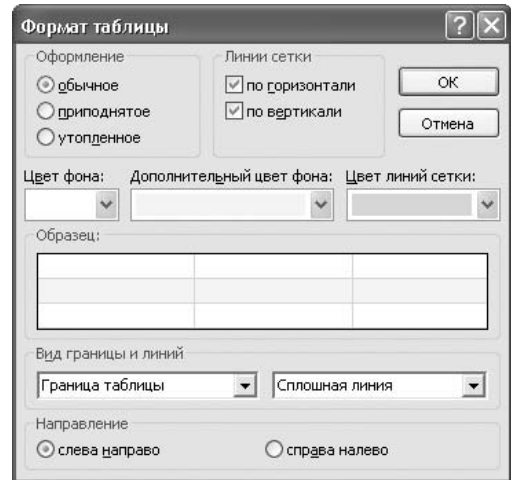 Формат таблицы
Оформление
обычное
приподнятое
утопленное
Линии сетки
по горизонтали
по вертикали
OK
Отмена
Цвет фона: Дополнительный цвет фона: Цвет линий сетки:
Образец:
Вид границы и линий
Граница таблицы Сплошная линия
Направление
слева направо справа налево